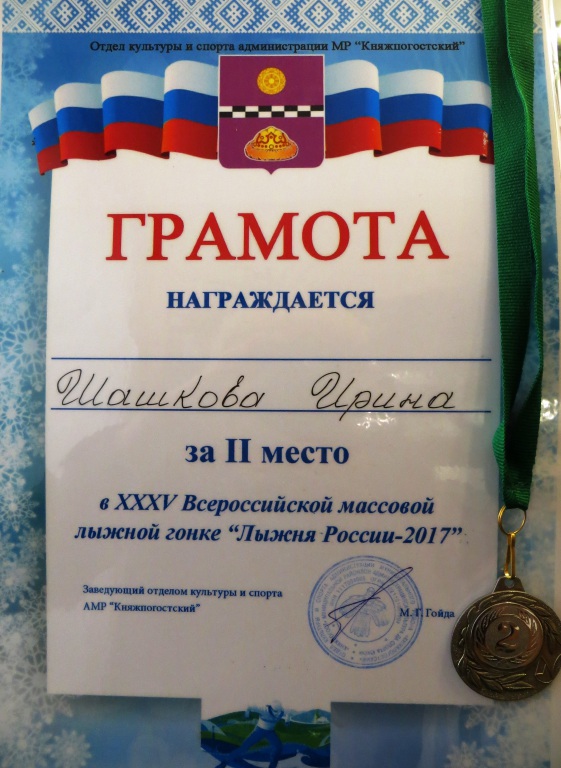 Отдел культуры и спорта администрации МР "Княжпогостский"
ГРАМОТА
НАГРАЖДАЕТСЯ
Шашкова Ирина
за II место
в XXXV Всероссийской массовой
лыжной гонке "Лыжня России-2017"
Заведующий отделом культуры и спорта
АМР "Княжпогостский"
М. Г. Гойда
2